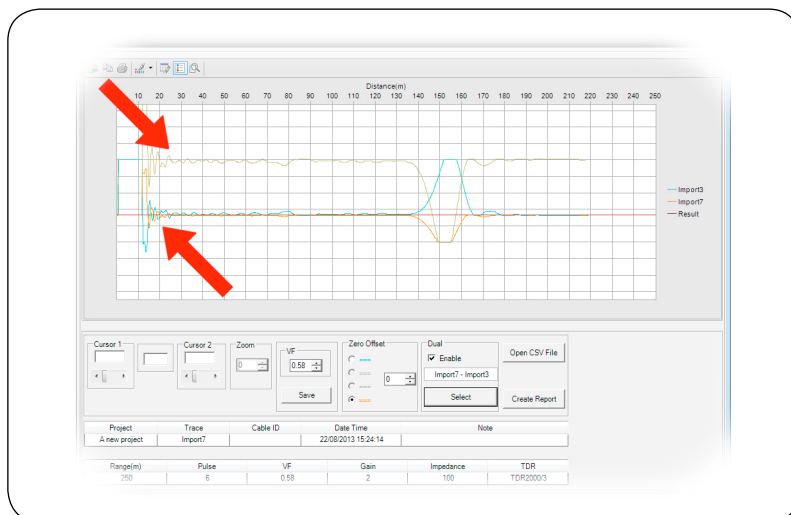 Distance(m)
10 20 30 40 50 60 70 80 90 100 110 120 130 140 150 160 170 180 190 200 210 220 230 240 250
Import3
Import7
Result
Cursor 1
Cursor 2
Zoom
0
VF
0.58
Save
Zero Offset
0
Dual
Enable
Import7 - Import3
Select
Open CSV File
Create Report
Project Trace Cable ID Date Time Note
A new project Import7 22/08/2013 15:24:14
Range(m) Pulse VF Gain Impedance TDR
250 6 0.58 2 100 TDR2000/3